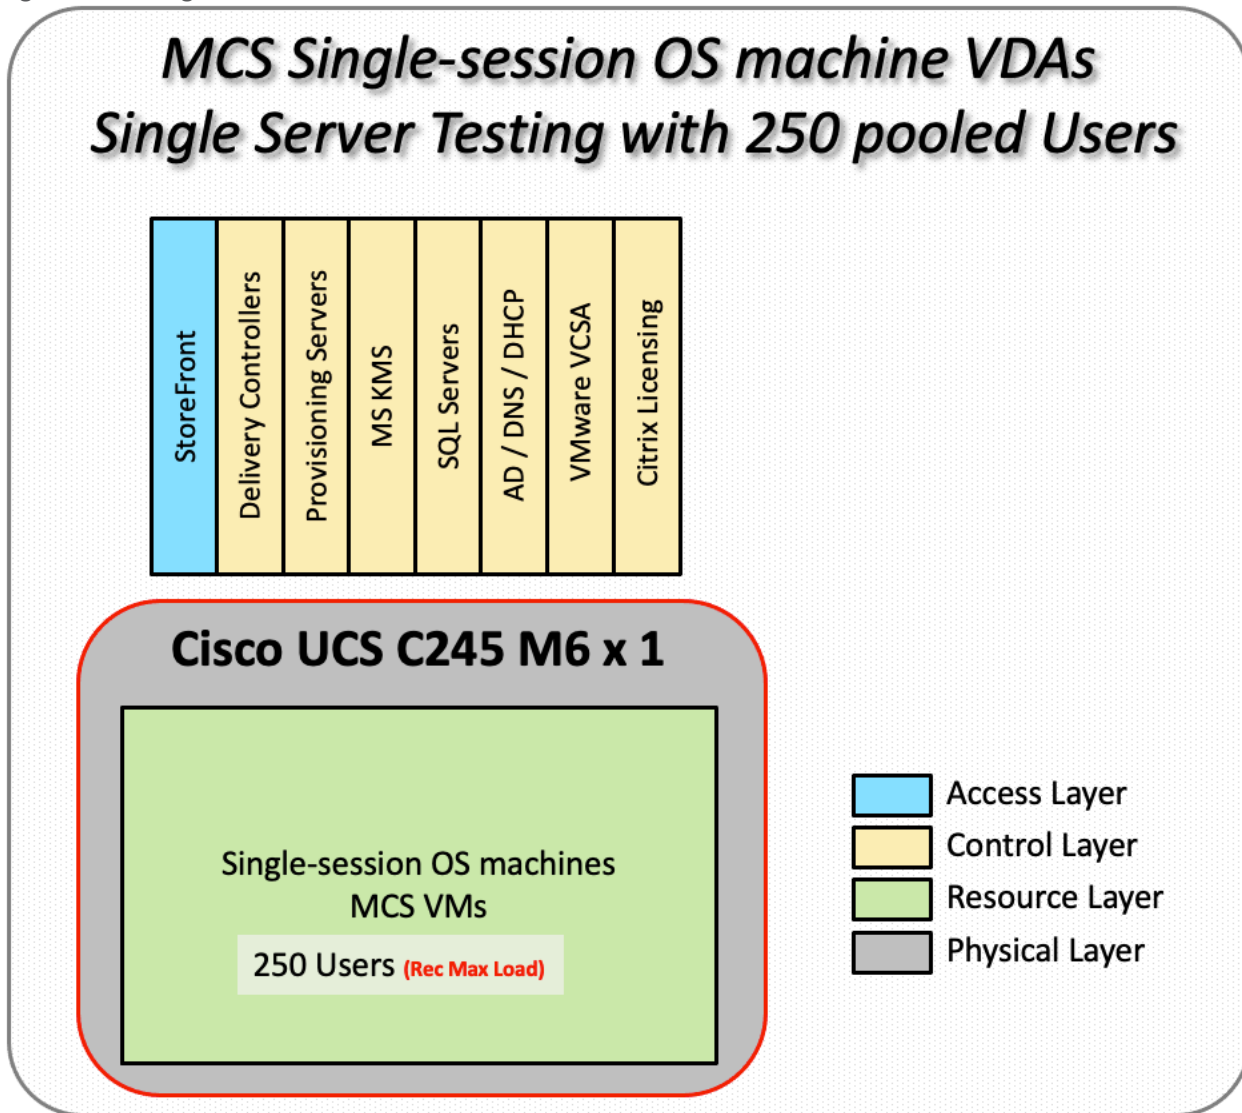 MCS Single-session OS machine VDAs
Single Server Testing with 250 pooled Users
StoreFront
Delivery Controllers
Provisioning Servers
MS KMS
SQL Servers
AD / DNS / DHCP
VMware VCSA
Citrix Licensing
Cisco UCS C245 M6 x 1
Single-session OS machines
MCS VMs
250 Users (Rec Max Load)
Access Layer
Control Layer
Resource Layer
Physical Layer